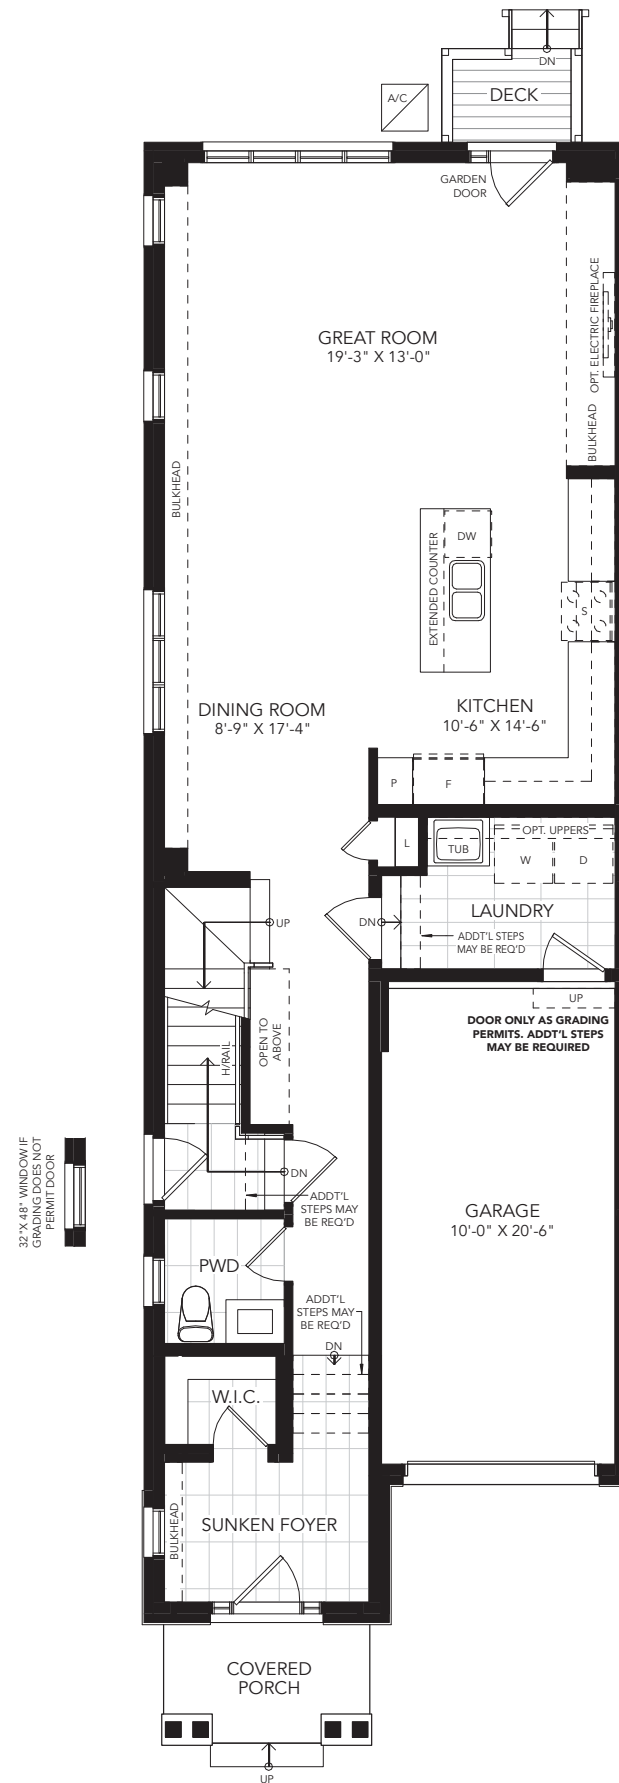 DN
DECK
A/C
GARDEN
DOOR
GREAT ROOM
19'-3" X 13'-0"
OPT. ELECTRIC FIREPLACE
BULKHEAD
BULKHEAD
DW
EXTENDED COUNTER
S
DINING ROOM
8'-9" X 17'-4"
KITCHEN
10'-6" X 14'-6"
P
F
L
TUB
OPT. UPPERS
W
D
LAUNDRY
UP
DN
ADDT'L STEPS
MAY BE REQ'D
UP
DOOR ONLY AS GRADING
PERMITS. ADDT'L STEPS
MAY BE REQUIRED
H/RAIL
OPEN TO
ABOVE
32"X 48" WINDOW IF
GRADING DOES NOT
PERMIT DOOR
DN
ADDT'L
STEPS MAY
BE REQ'D
GARAGE
10'-0" X 20'-6"
PWD
ADDT'L
STEPS MAY
BE REQ'D
DN
W.I.C.
BULKHEAD
SUNKEN FOYER
COVERED
PORCH
UP